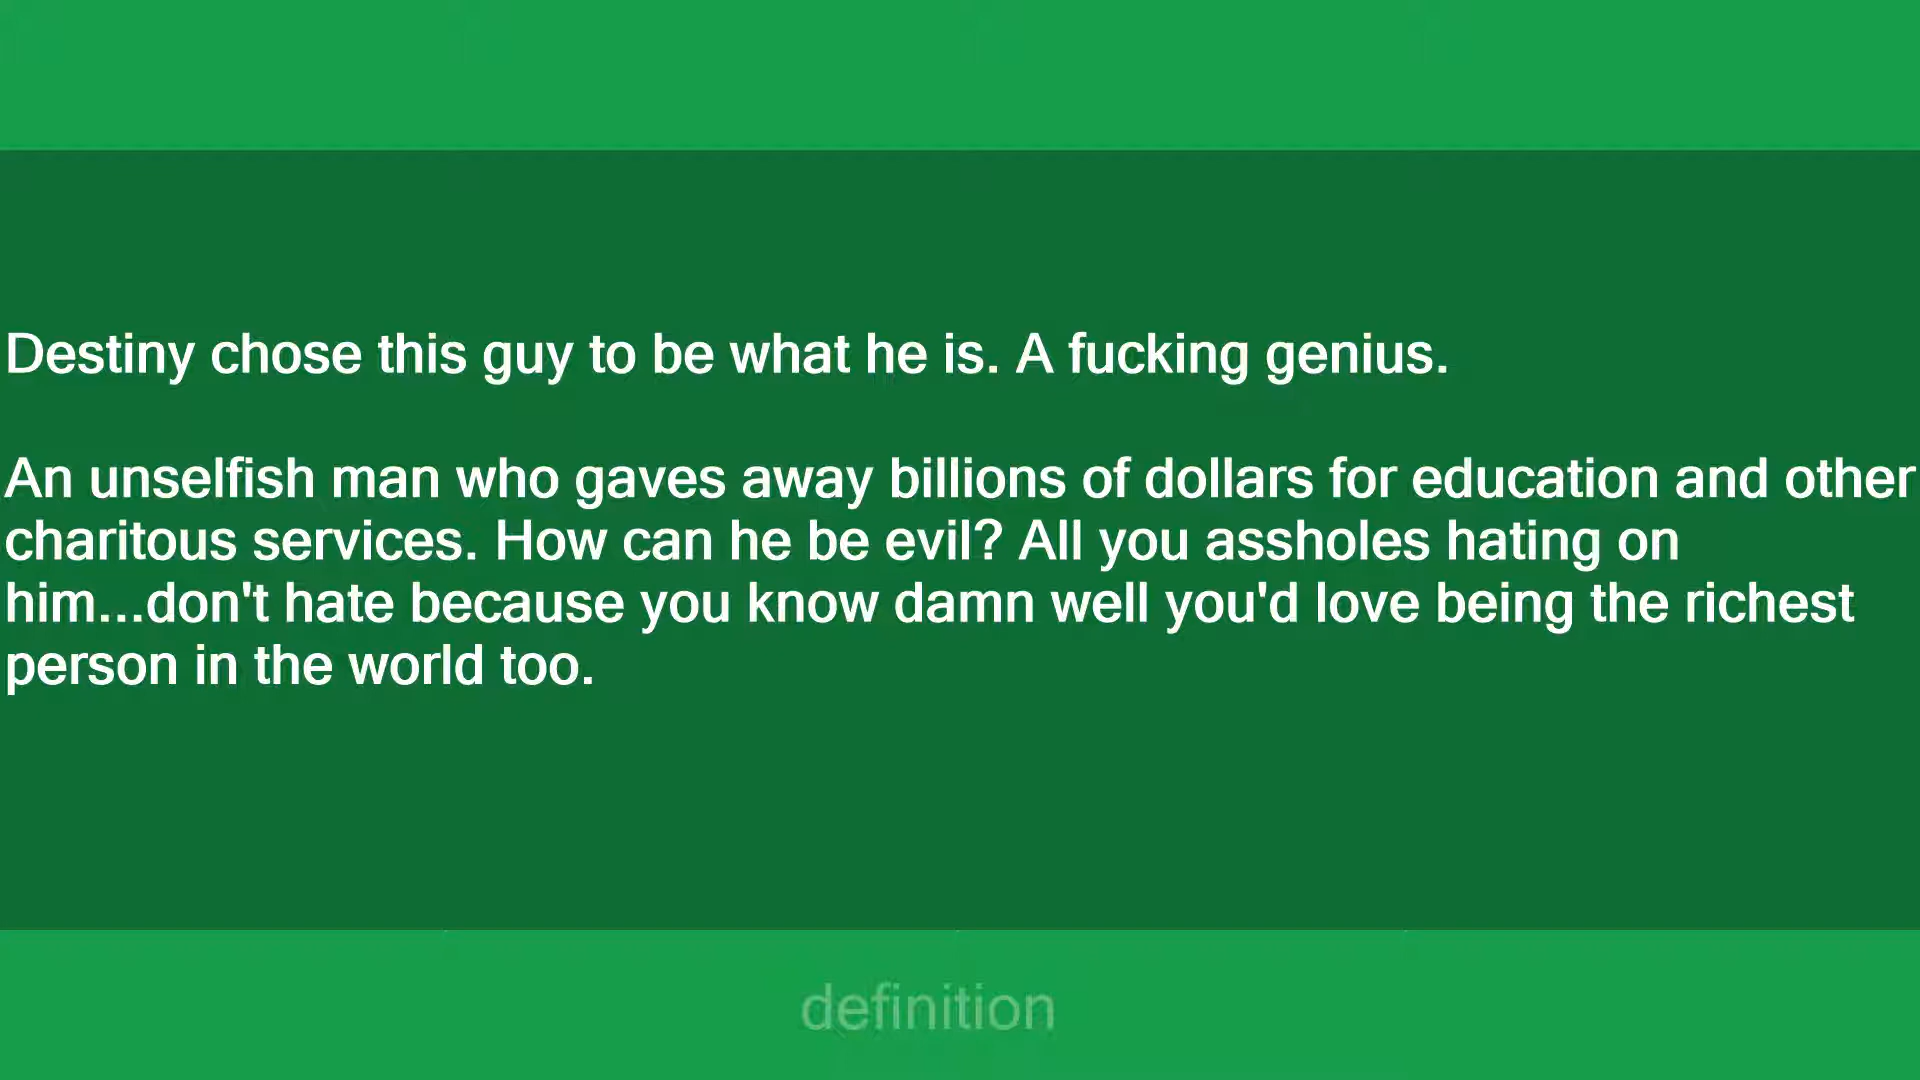 Destiny chose this guy to be what he is. A fucking genius.
An unselfish man who gaves away billions of dollars for education and other
charitous services. How can he be evil? All you assholes hating on
him...don't hate because you know damn well you'd love being the richest
person in the world too.
definition